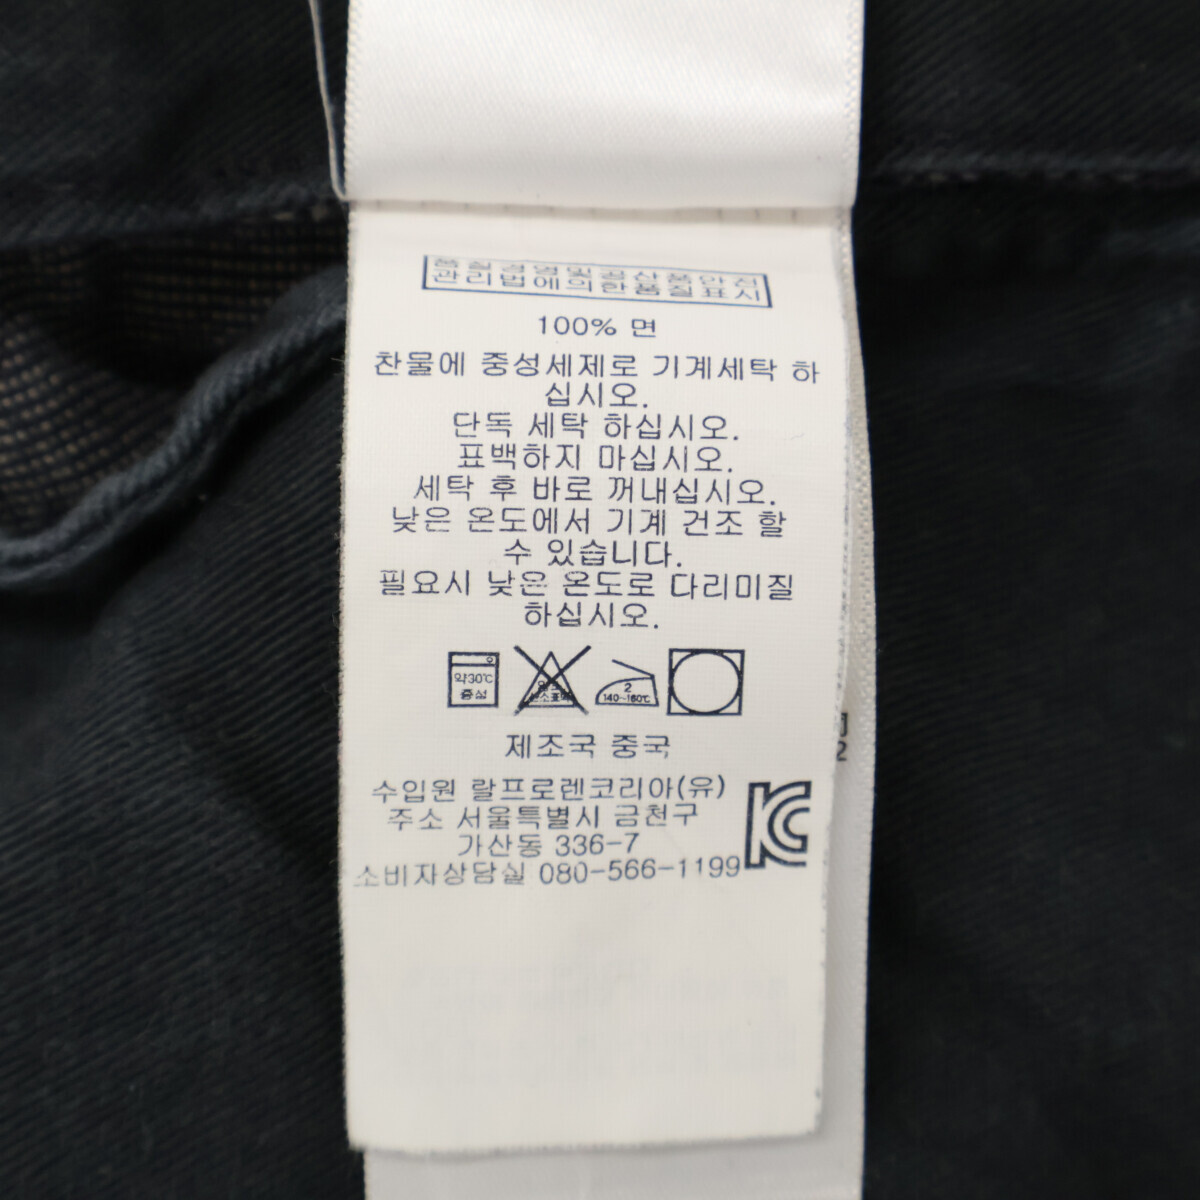 품질경영및공산품안전
관리법에의한품질표시
100% 면
찬물에 중성세제로 기계세탁 하
십시오.
단독 세탁 하십시오.
표백하지 마십시오.
세탁 후 바로 꺼내십시오.
낮은 온도에서 기계 건조 할
수 있습니다.
필요시 낮은 온도로 다리미질
하십시오.
약30℃
중성
산소표백
2
140~160℃
제조국 중국
수입원 랄프로렌코리아(유)
주소 서울특별시 금천구
가산동 336-7
소비자상담실 080-566-1199
KC
2